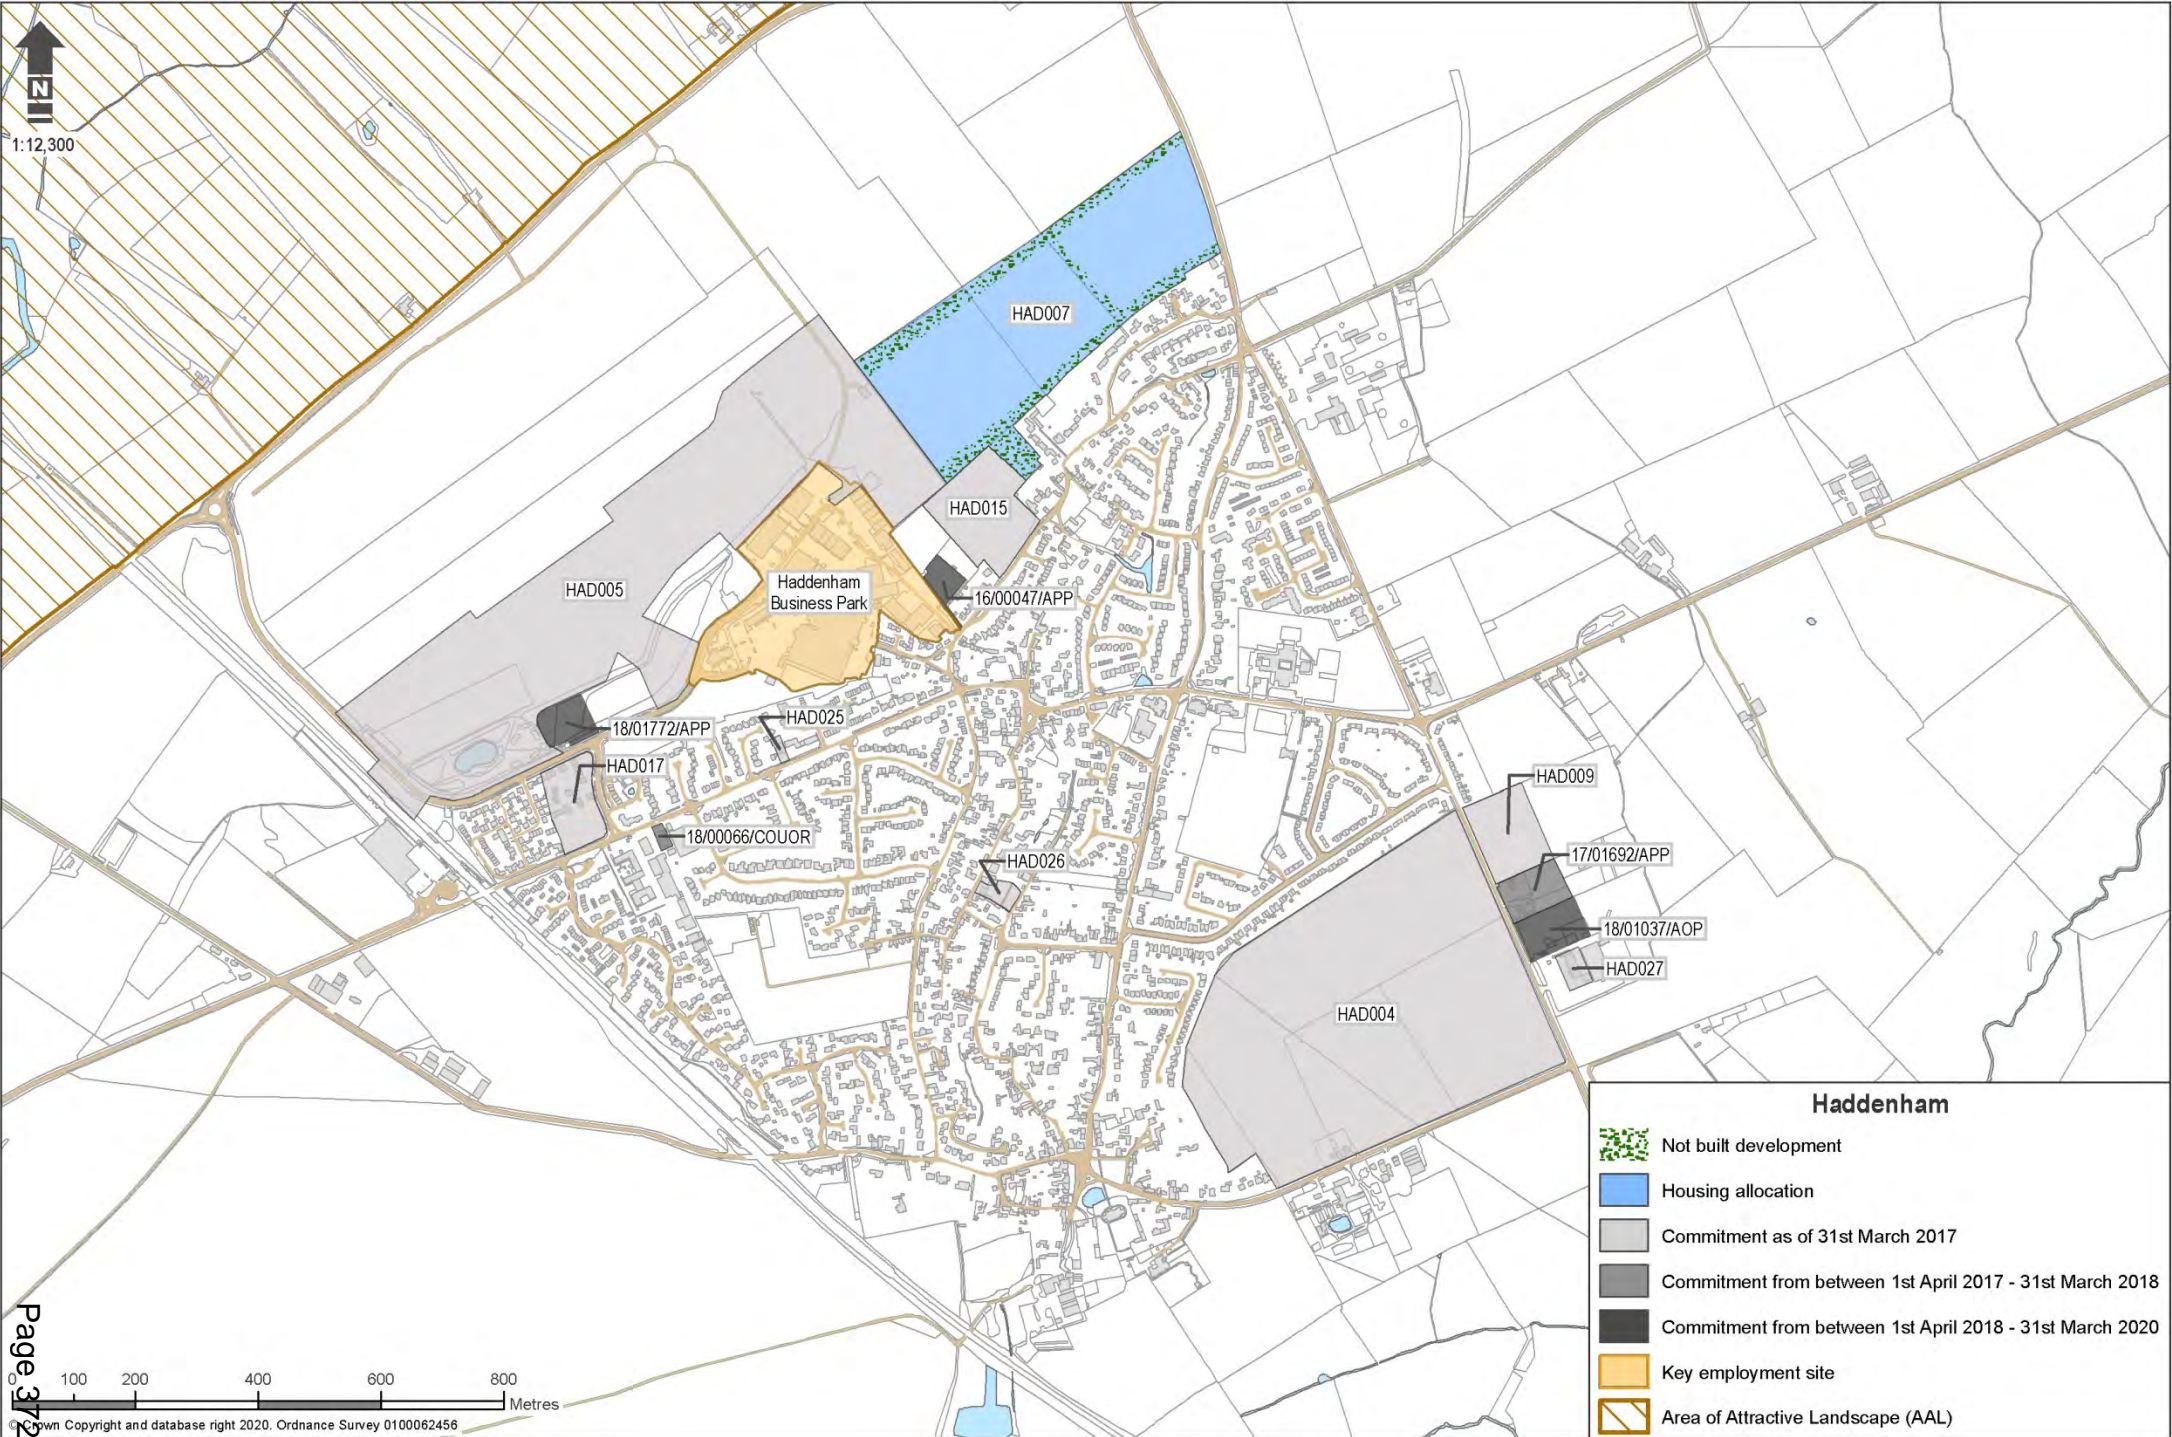 N
1:12,300
HAD007
HAD015
HAD005
Haddenham
Business Park
16/00047/APP
18/01772/APP
HAD025
HAD017
18/00066/COUOR
HAD026
HAD009
17/01692/APP
18/01037/AOP
HAD027
HAD004
Haddenham
Not built development
Housing allocation
Commitment as of 31st March 2017
Commitment from between 1st April 2017 - 31st March 2018
Commitment from between 1st April 2018 - 31st March 2020
Key employment site
Area of Attractive Landscape (AAL)
Page 372
0 100 200 400 600 800
Metres
© Crown Copyright and database right 2020. Ordnance Survey 0100062456